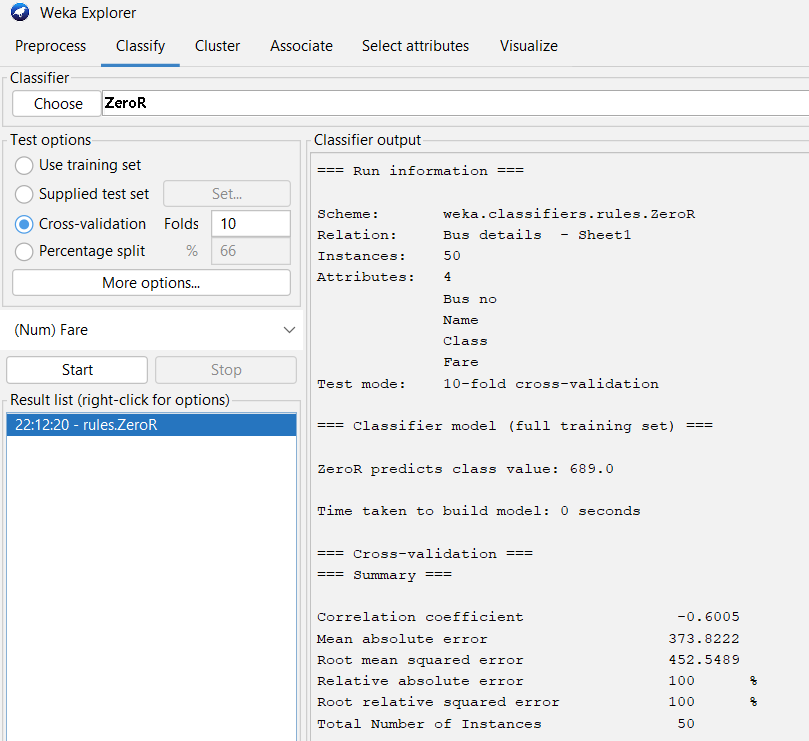 Weka Explorer
Preprocess Classify Cluster Associate Select attributes Visualize
Classifier
Choose ZeroR
Test options
Use training set
Supplied test set Set...
Cross-validation Folds 10
Percentage split % 66
More options...
(Num) Fare
Start Stop
Result list (right-click for options)
22:12:20 - rules.ZeroR
Classifier output
=== Run information ===
Scheme: weka.classifiers.rules.ZeroR
Relation: Bus details - Sheet1
Instances: 50
Attributes: 4
Bus no
Name
Class
Fare
Test mode: 10-fold cross-validation
=== Classifier model (full training set) ===
ZeroR predicts class value: 689.0
Time taken to build model: 0 seconds
=== Cross-validation ===
=== Summary ===
Correlation coefficient -0.6005
Mean absolute error 373.8222
Root mean squared error 452.5489
Relative absolute error 100 %
Root relative squared error 100 %
Total Number of Instances 50